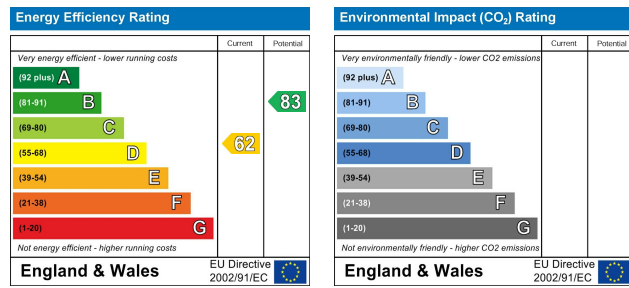 Energy Efficiency Rating
Current Potential
Very energy efficient - lower running costs
(92 plus) A
(81-91) B
83
(69-80) C
(55-68) D
62
(39-54) E
(21-38) F
(1-20) G
Not energy efficient - higher running costs
England & Wales
EU Directive
2002/91/EC
Environmental Impact (CO₂) Rating
Current Potential
Very environmentally friendly - lower CO2 emissions
(92 plus) A
(81-91) B
(69-80) C
(55-68) D
(39-54) E
(21-38) F
(1-20) G
Not environmentally friendly - higher CO2 emissions
England & Wales
EU Directive
2002/91/EC